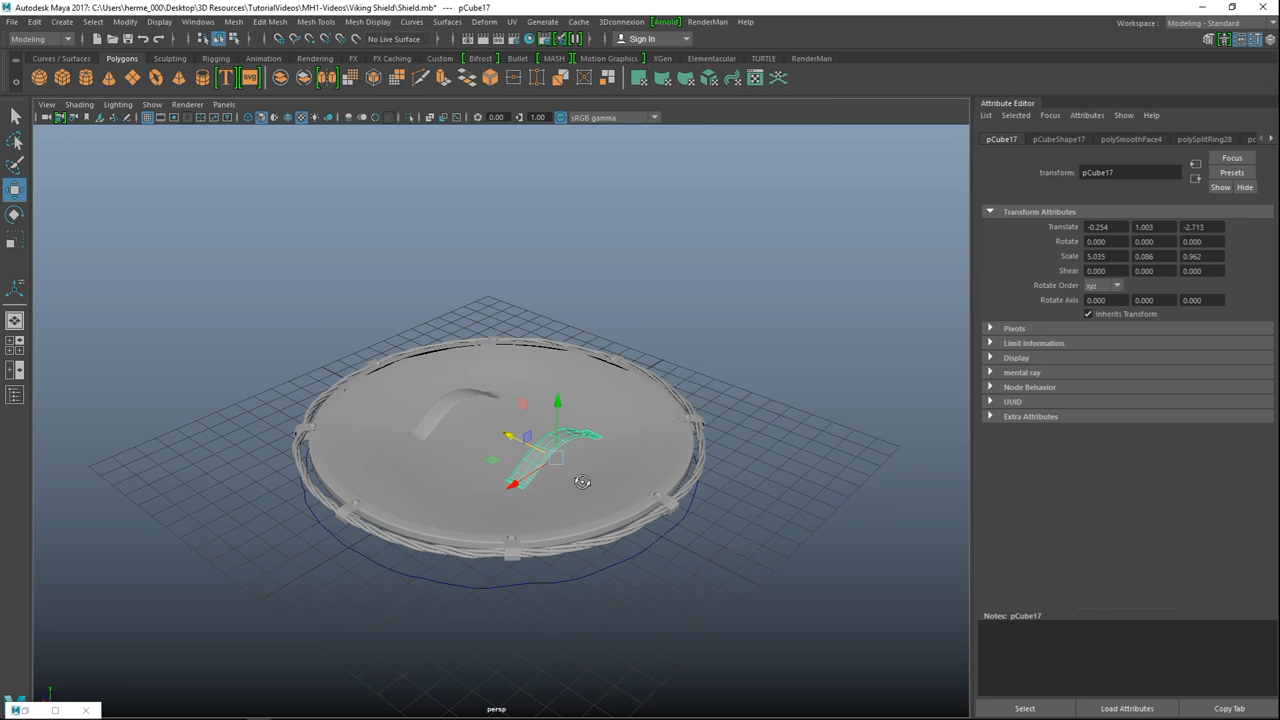 Autodesk Maya 2017: C:\Users\herme_000\Desktop\3D Resources\TutorialVideos\MH1-Videos\Viking Shield\Shield.mb* --- pCube17
File Edit Create Select Modify Display Windows Mesh Edit Mesh Mesh Tools Mesh Display Curves Surfaces Deform UV Generate Cache 3Dconnexion [Arnold] RenderMan Help
Workspace : Modeling - Standard
Modeling No Live Surface Sign In
Curves / Surfaces Polygons Sculpting Rigging Animation Rendering FX FX Caching Custom Bifrost Bullet MASH Motion Graphics XGen Elementacular TURTLE RenderMan
T svg
View Shading Lighting Show Renderer Panels
0.00 1.00 sRGB gamma
persp
y
Attribute Editor
List Selected Focus Attributes Show Help
pCube17 pCubeShape17 polySmoothFace4 polySplitRing28 pc
Focus
transform: pCube17 Presets
Show Hide
Transform Attributes
Translate -0.254 1.003 -2.713
Rotate 0.000 0.000 0.000
Scale 5.035 0.086 0.962
Shear 0.000 0.000 0.000
Rotate Order xyz
Rotate Axis 0.000 0.000 0.000
Inherits Transform
Pivots
Limit Information
Display
mental ray
Node Behavior
UUID
Extra Attributes
Notes: pCube17
Select Load Attributes Copy Tab